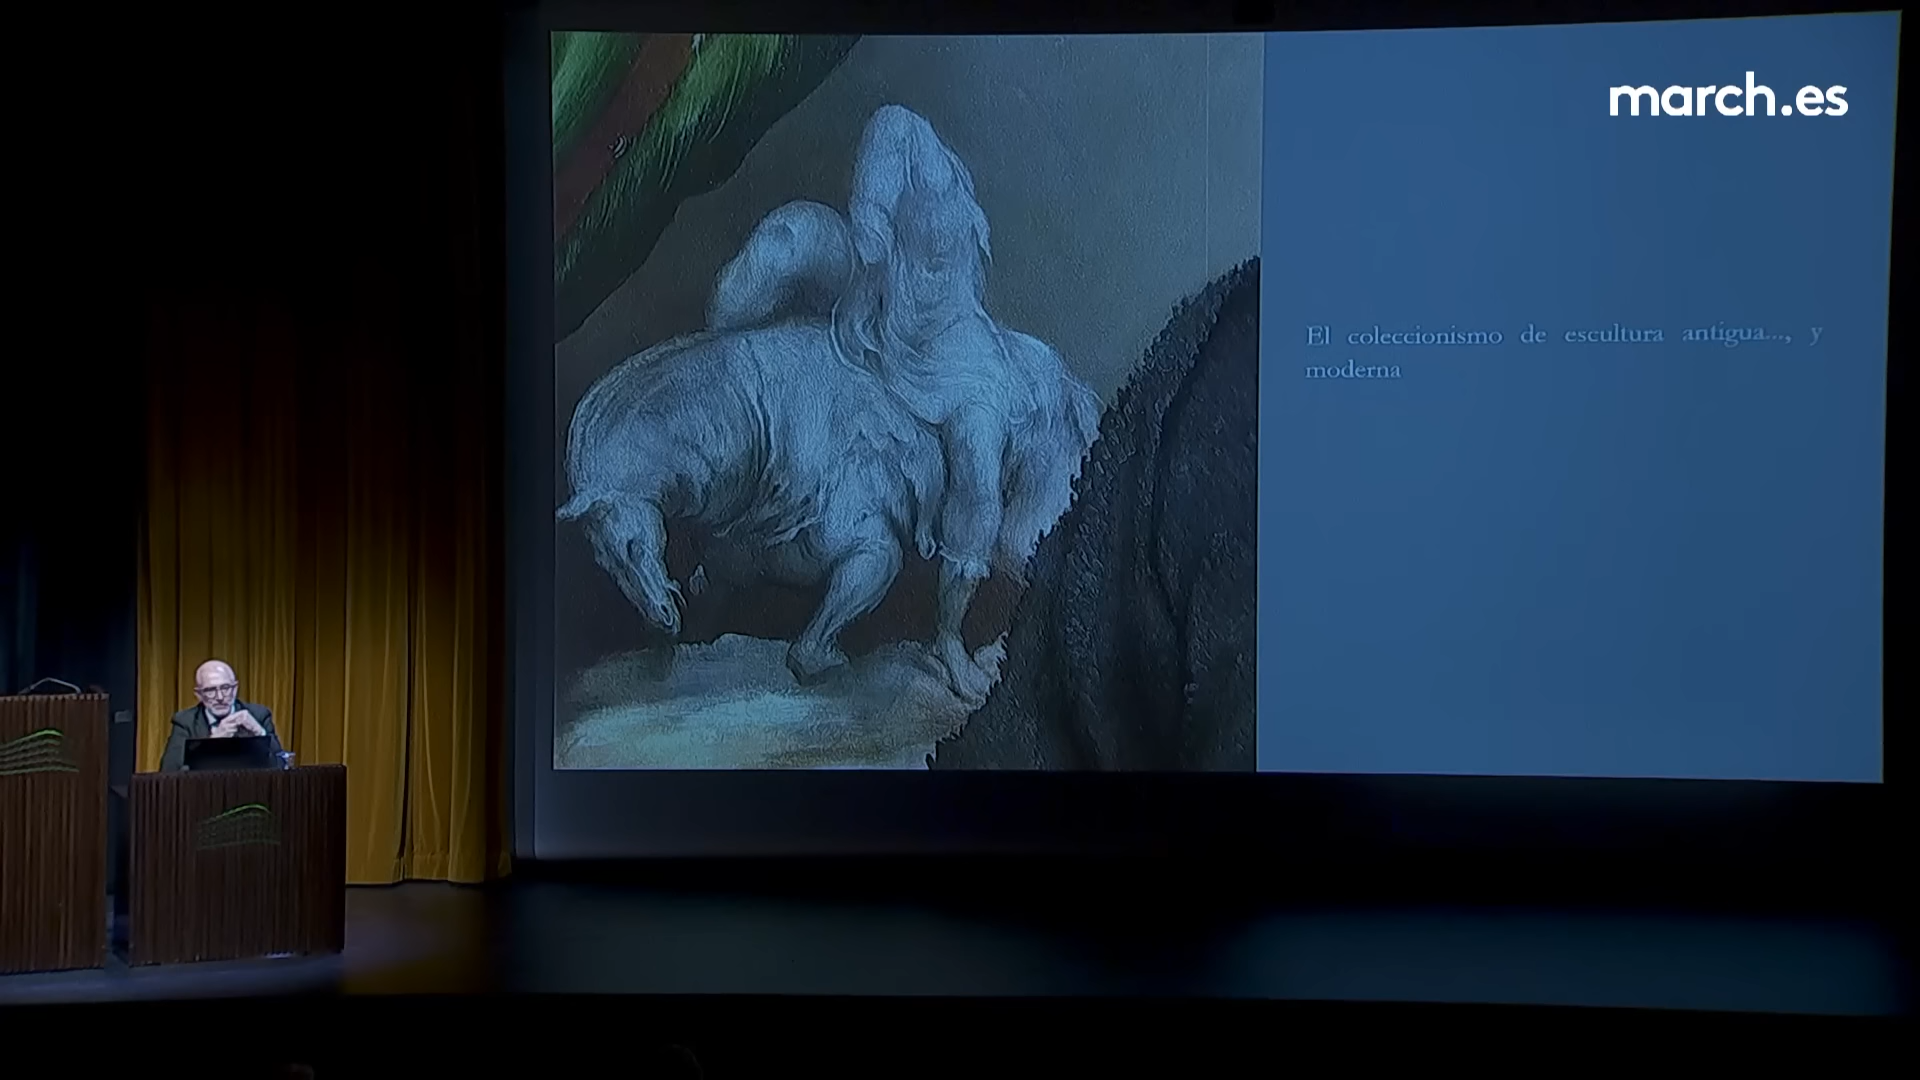 march.es
El coleccionismo de escultura antigua..., y
moderna